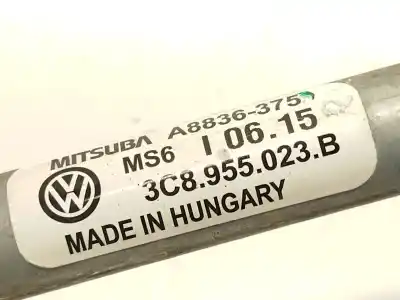 MITSUBA A8836-375
MS6 I 06.15
3C8.955.023.B
MADE IN HUNGARY